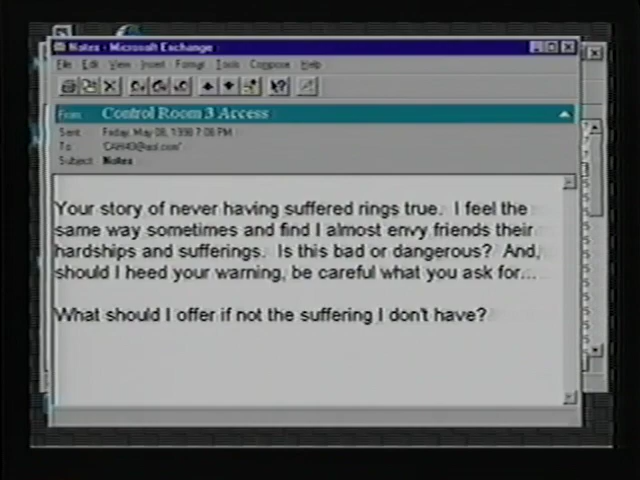 Notes - Microsoft Exchange
File Edit View Insert Format Tools Compose Help
From: Control Room 3 Access
Sent: Friday, May 08, 1998 7:08 PM
To: 
Subject: Notes
Your story of never having suffered rings true. I feel the
same way sometimes and find I almost envy friends their
hardships and sufferings. Is this bad or dangerous? And,
should I heed your warning, be careful what you ask for...
What should I offer if not the suffering I don't have?